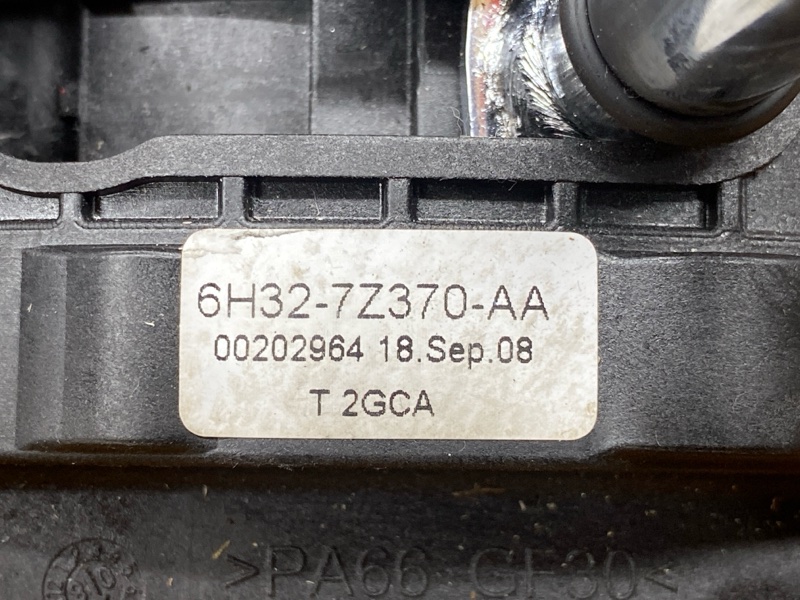 6H32-7Z370-AA
00202964 18.Sep.08
T 2GCA
>PA66 GF30<